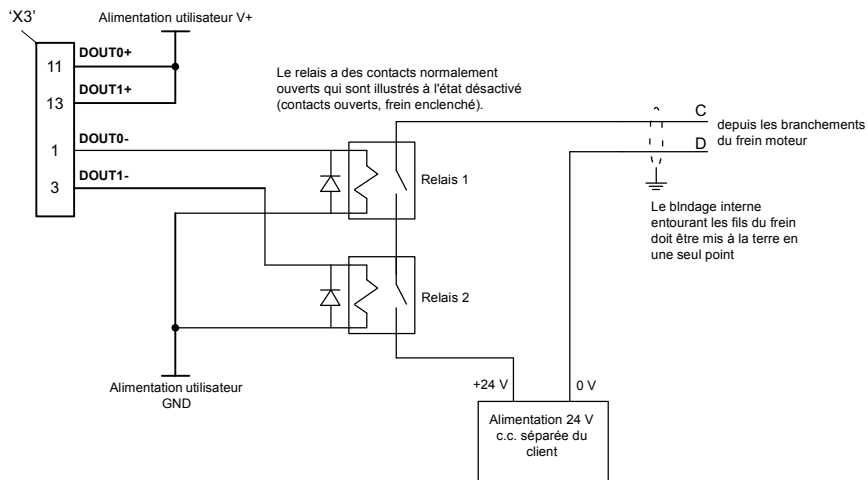 'X3'
Alimentation utilisateur V+
11
DOUT0+
13
DOUT1+
1
DOUT0-
3
DOUT1-
Le relais a des contacts normalement
ouverts qui sont illustrés à l'état désactivé
(contacts ouverts, frein enclenché).
Relais 1
Relais 2
C
D
depuis les branchements
du frein moteur
Le blndage interne
entourant les fils du frein
doit être mis à la terre en
une seul point
Alimentation utilisateur
GND
+24 V
0 V
Alimentation 24 V
c.c. séparée du
client